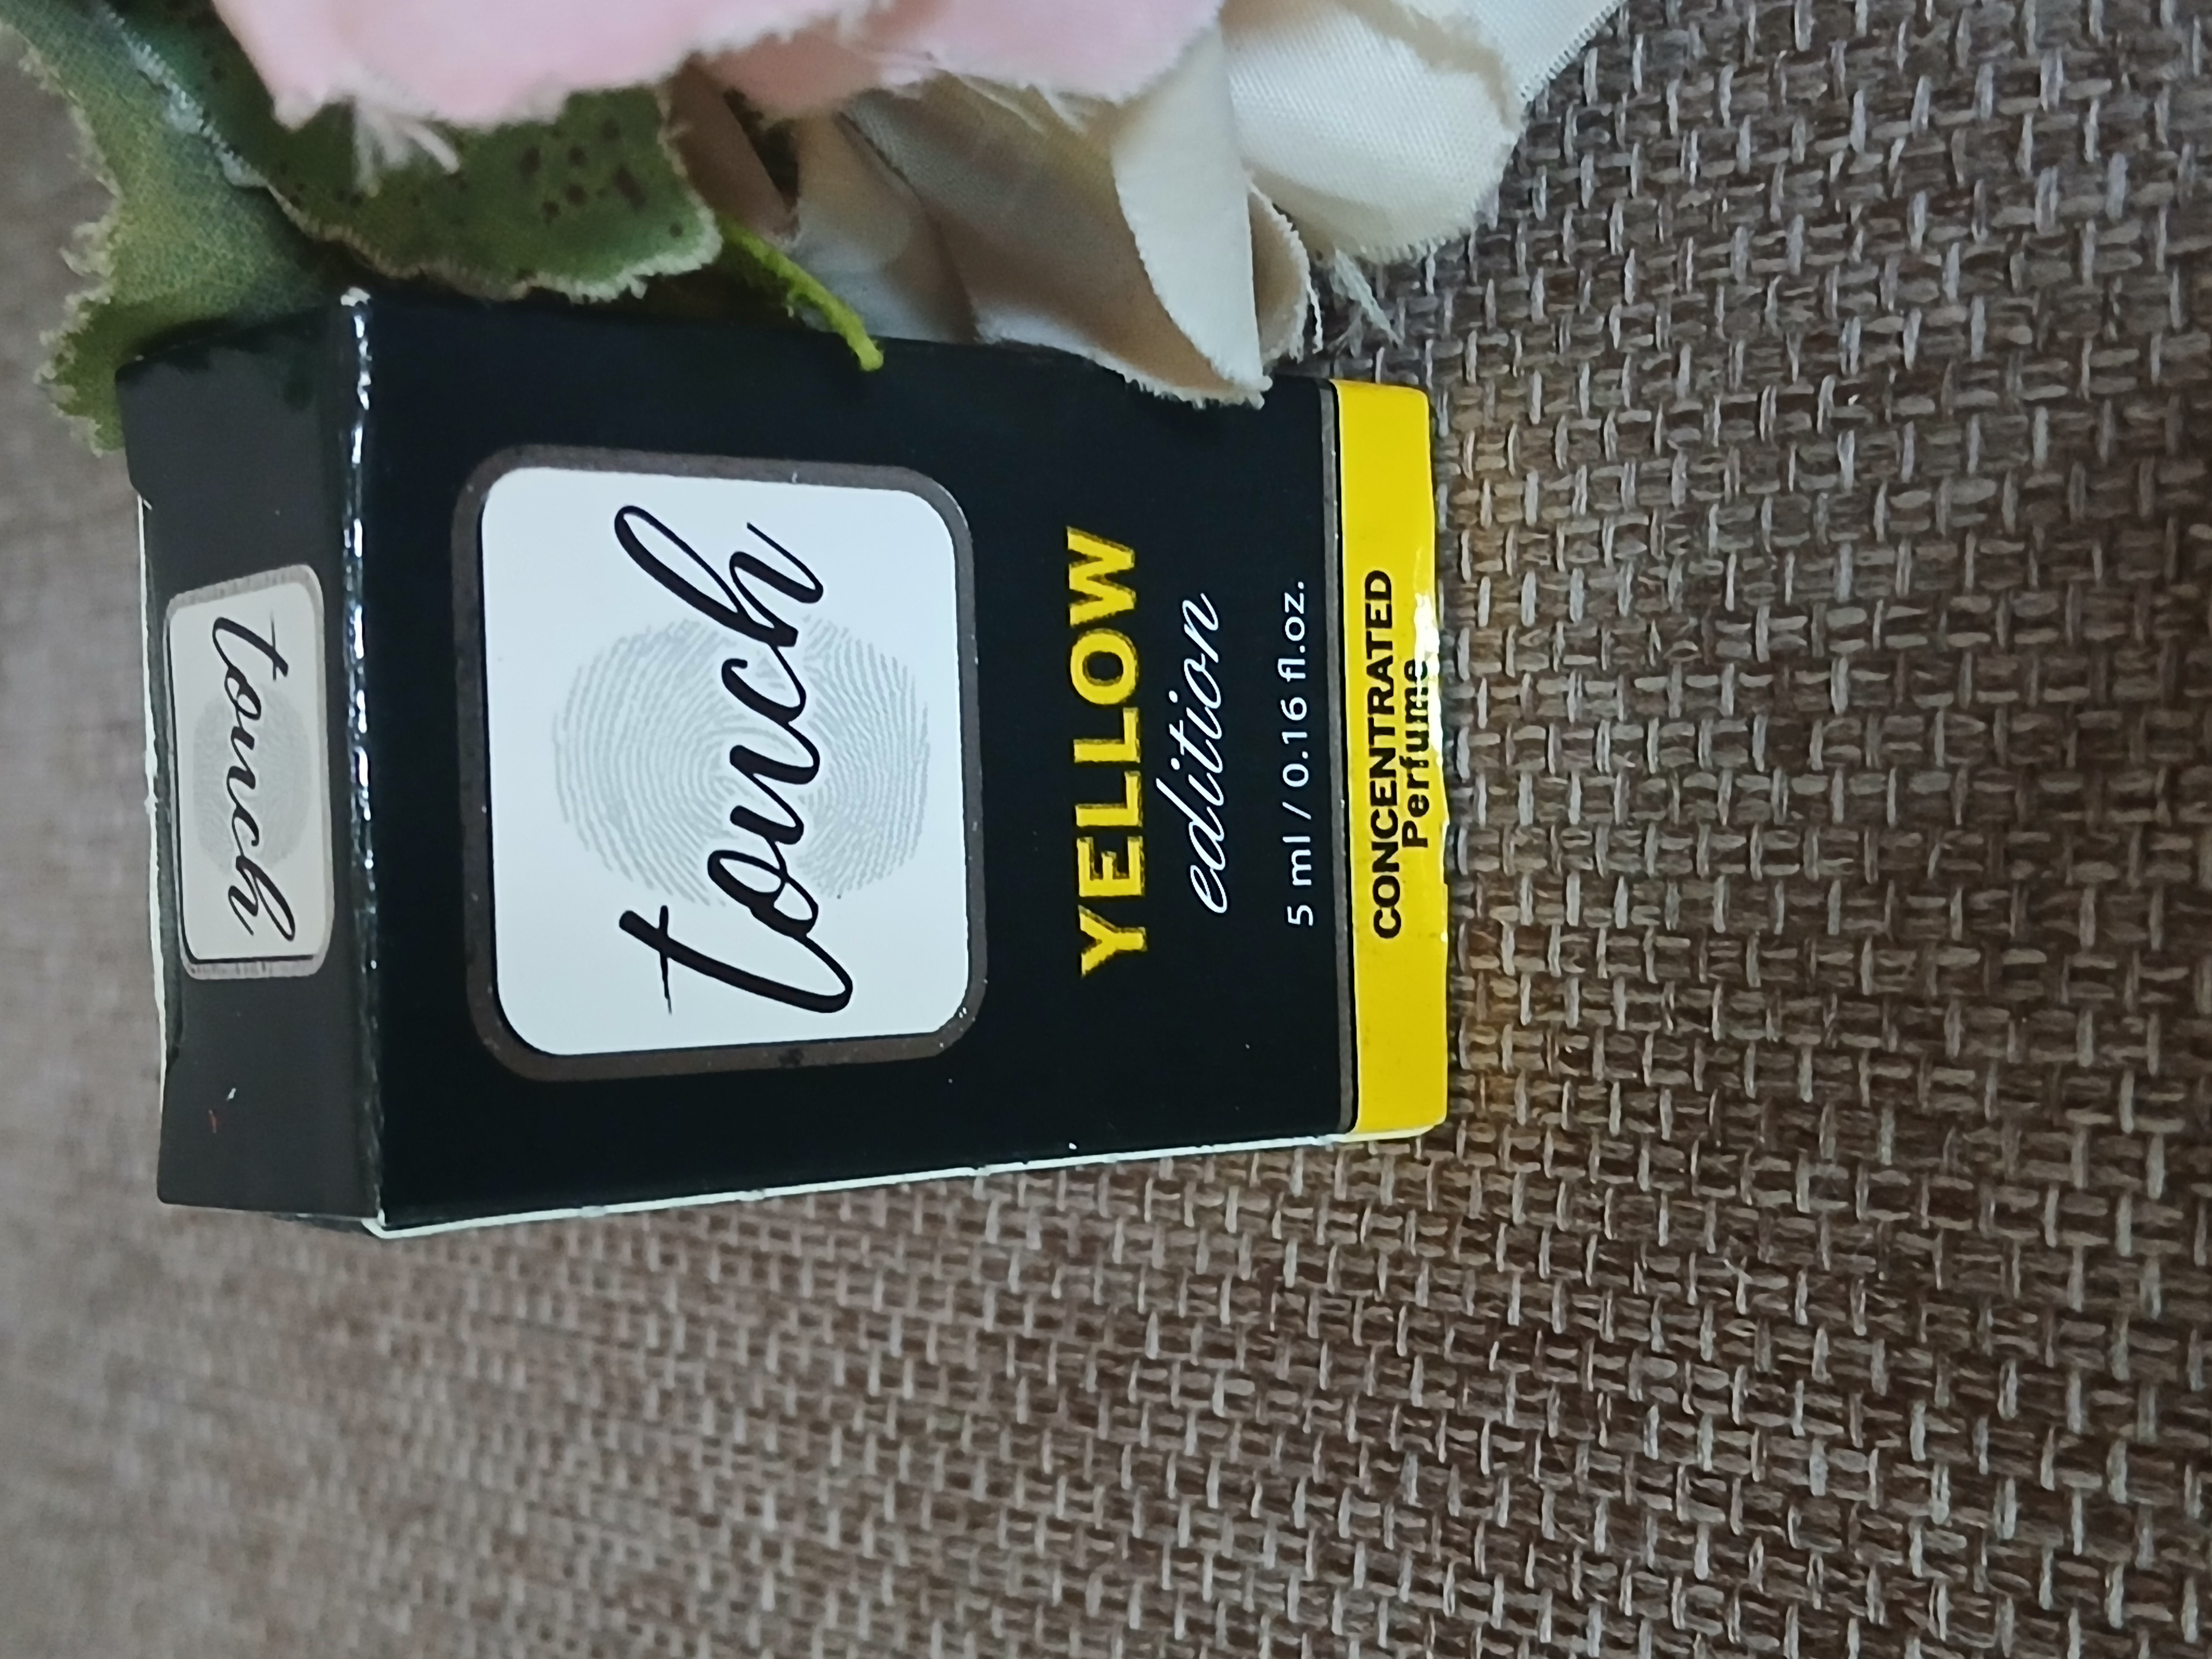 touch
touch
YELLOW
edition
5 ml / 0.16 fl.oz.
CONCENTRATED
Perfume